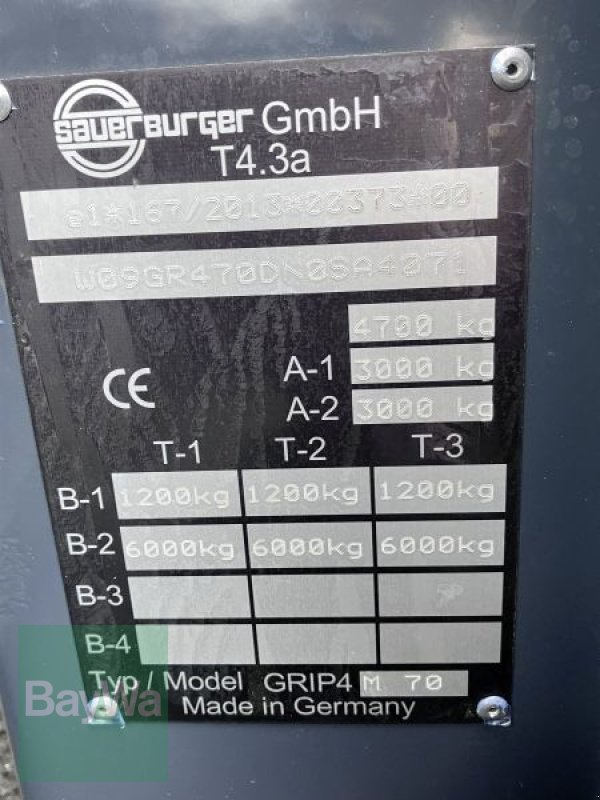 sauerburger GmbH
T4.3a
e1*167/2013*00373*00
W09GR470DN0SA4071
4700 kg
A-1 3000 kg
A-2 3000 kg
CE
T-1 T-2 T-3
B-1 1200kg 1200kg 1200kg
B-2 6000kg 6000kg 6000kg
B-3
B-4
Typ / Model GRIP4 M 70
Made in Germany
BayWa